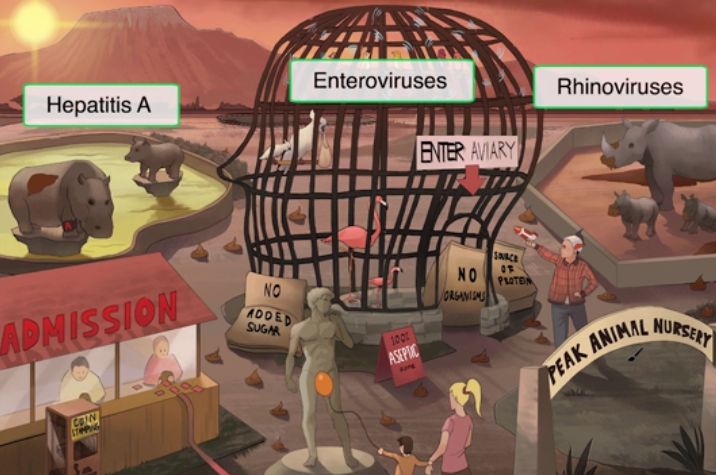 Hepatitis A
Enteroviruses
Rhinoviruses
ENTER AVIARY
NO
ADDED
SUGAR
NO
ORGANISMS
SOURCE
OF
PROTEIN
ADMISSION
100%
ASEPTIC
COIN
STAMPING
PEAK ANIMAL NURSERY